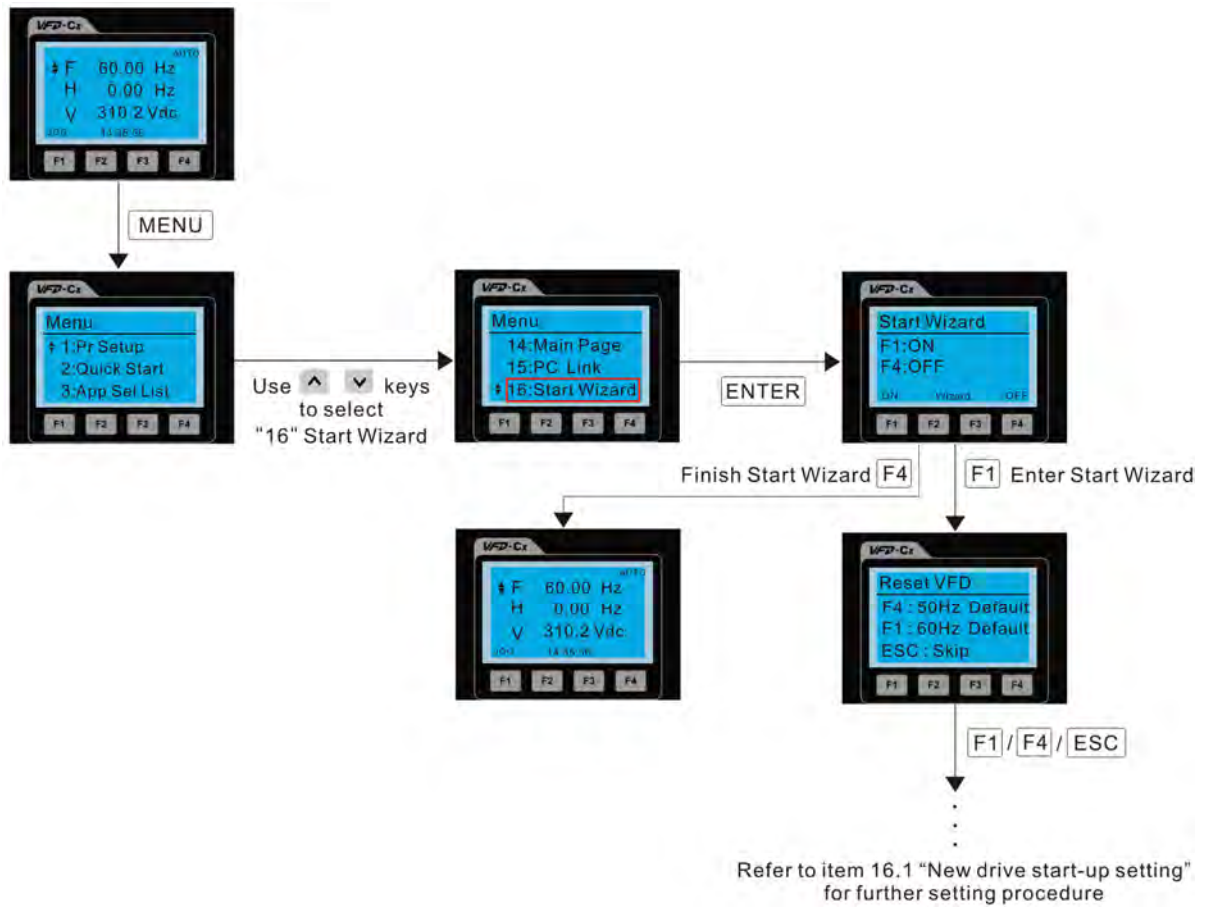 VFD-Cx
AUTO
F 60.00 Hz
H 0.00 Hz
V 310.2 Vdc
F1 F2 F3 F4
MENU
VFD-Cx
Menu
1:Pr Setup
2:Quick Start
3:App Sel List
F1 F2 F3 F4
Use keys
to select
"16" Start Wizard
VFD-Cx
Menu
14:Main Page
15:PC Link
16:Start Wizard
F1 F2 F3 F4
ENTER
VFD-Cx
Start Wizard
F1:ON
F4:OFF
ON Wizard OFF
F1 F2 F3 F4
Finish Start Wizard F4
F1 Enter Start Wizard
VFD-Cx
AUTO
F 60.00 Hz
H 0.00 Hz
V 310.2 Vdc
F1 F2 F3 F4
VFD-Cx
Reset VFD
F4 : 50Hz Default
F1 : 60Hz Default
ESC : Skip
F1 F2 F3 F4
F1 / F4 / ESC
Refer to item 16.1 “New drive start-up setting”
for further setting procedure